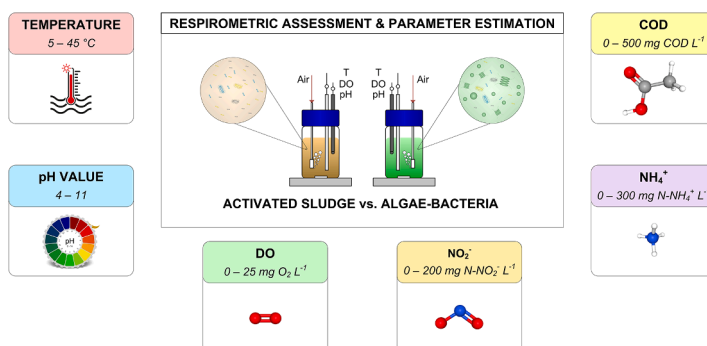 RESPIROMETRIC ASSESSMENT & PARAMETER ESTIMATION
TEMPERATURE
5 – 45 °C
COD
0 – 500 mg COD L⁻¹
T
DO
pH
Air
T
DO
pH
Air
pH VALUE
4 – 11
pH
NH₄⁺
0 – 300 mg N-NH₄⁺ L⁻
ACTIVATED SLUDGE vs. ALGAE-BACTERIA
DO
0 – 25 mg O₂ L⁻¹
NO₂⁻
0 – 200 mg N-NO₂⁻ L⁻¹